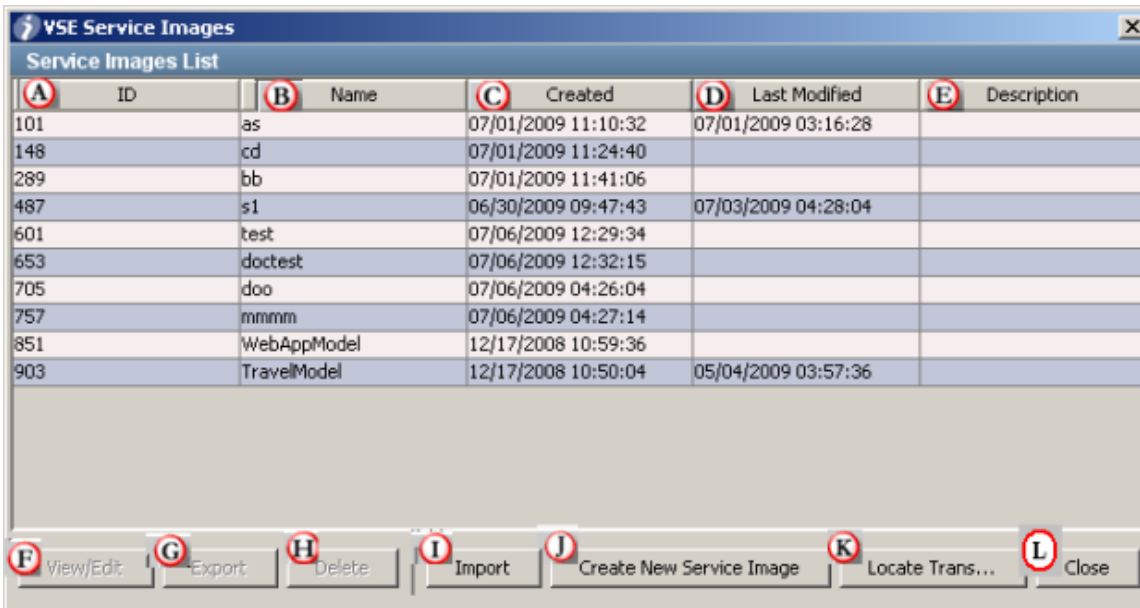 VSE Service Images
Service Images List
A ID B Name C Created D Last Modified E Description
101 as 07/01/2009 11:10:32 07/01/2009 03:16:28
148 cd 07/01/2009 11:24:40
289 bb 07/01/2009 11:41:06
487 s1 06/30/2009 09:47:43 07/03/2009 04:28:04
601 test 07/06/2009 12:29:34
653 doctest 07/06/2009 12:32:15
705 doo 07/06/2009 04:26:04
757 mmmm 07/06/2009 04:27:14
851 WebAppModel 12/17/2008 10:59:36
903 TravelModel 12/17/2008 10:50:04 05/04/2009 03:57:36
F View/Edit G Export H Delete I Import J Create New Service Image K Locate Trans... L Close